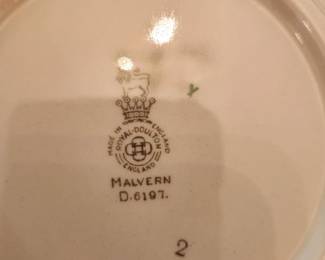 MADE IN ENGLAND
ROYAL·DOULTON
ENGLAND
MALVERN
D.6197.
2